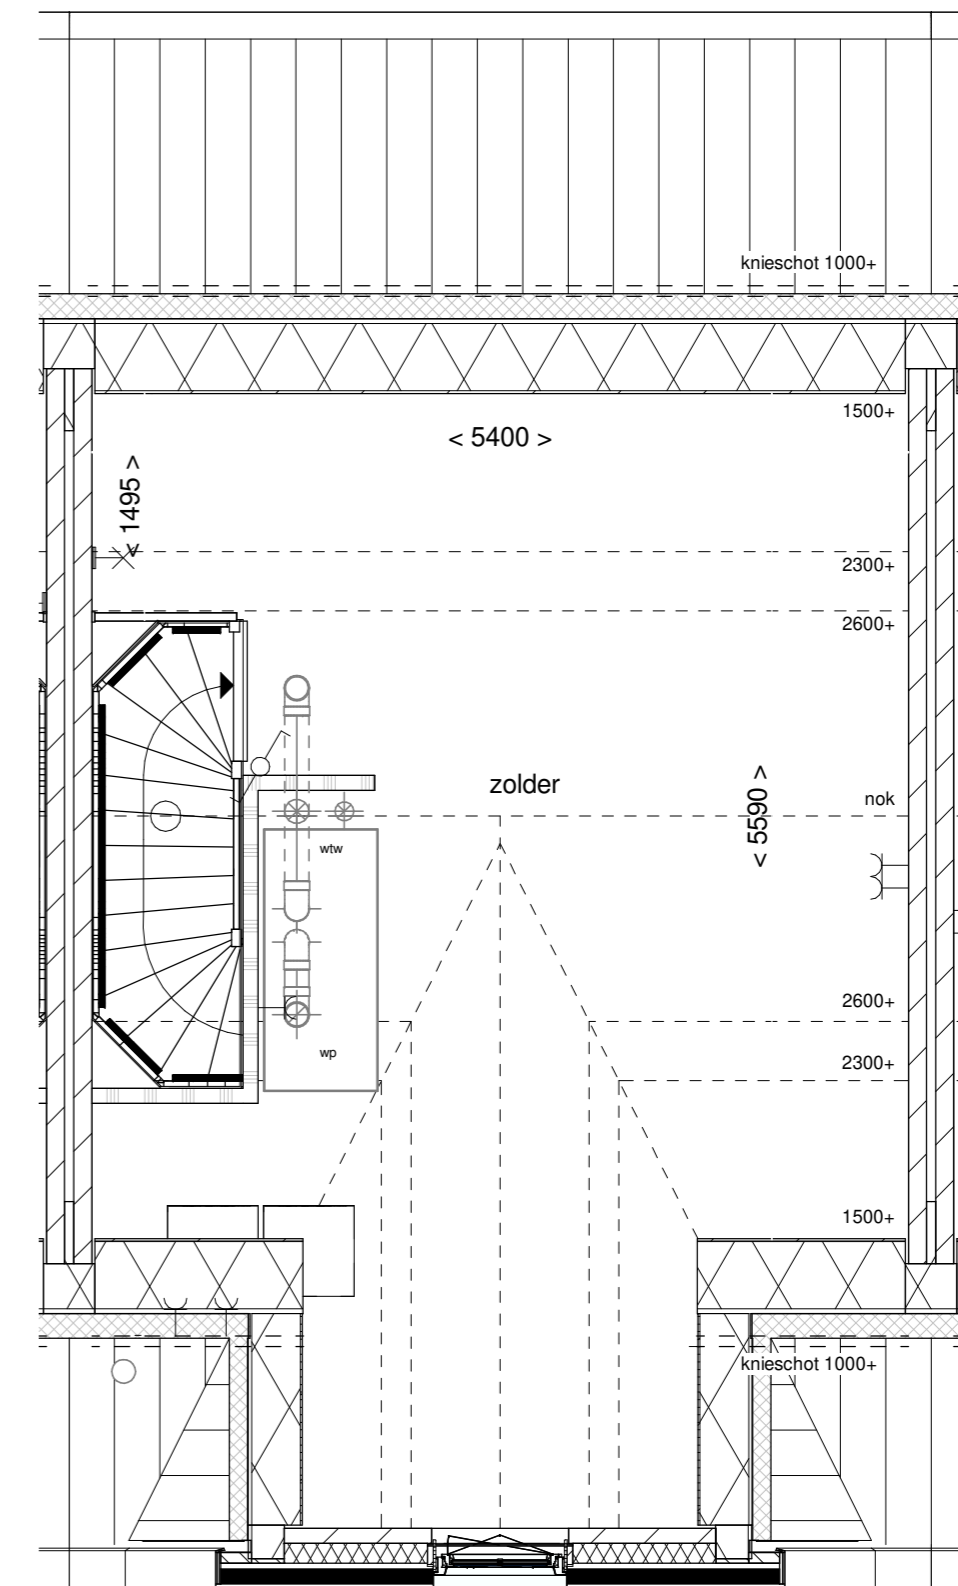 knieschot 1000+
1500+
< 5400 >
< 1495 >
2300+
2600+
zolder
nok
< 5590 >
wtw
2600+
wp
2300+
1500+
knieschot 1000+